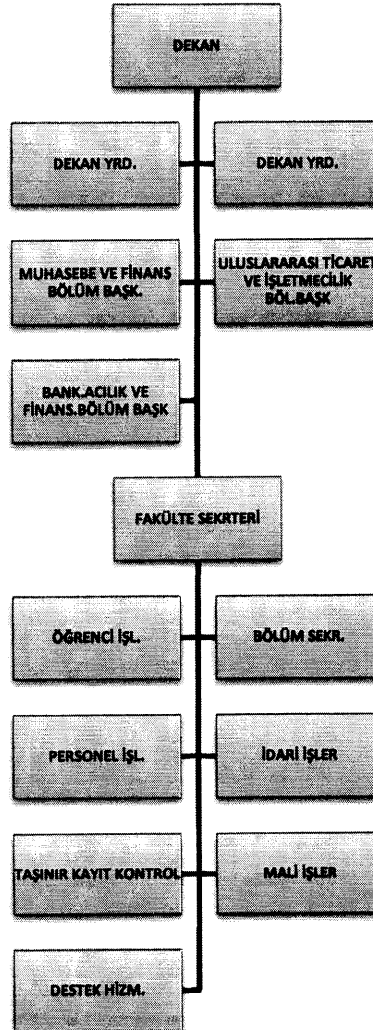 DEKAN
DEKAN YRD.
DEKAN YRD.
MUHASEBE VE FİNANS
BÖLÜM BAŞK.
ULUSLARARASI TİCARET
VE İŞLETMECİLİK
BÖL.BAŞK
BANK.ACILIK VE
FİNANS.BÖLÜM BAŞK
FAKÜLTE SEKRTERİ
ÖĞRENCİ İŞL.
BÖLÜM SEKR.
PERSONEL İŞL.
İDARİ İŞLER
TAŞINIR KAYIT KONTROL
MALİ İŞLER
DESTEK HİZM.